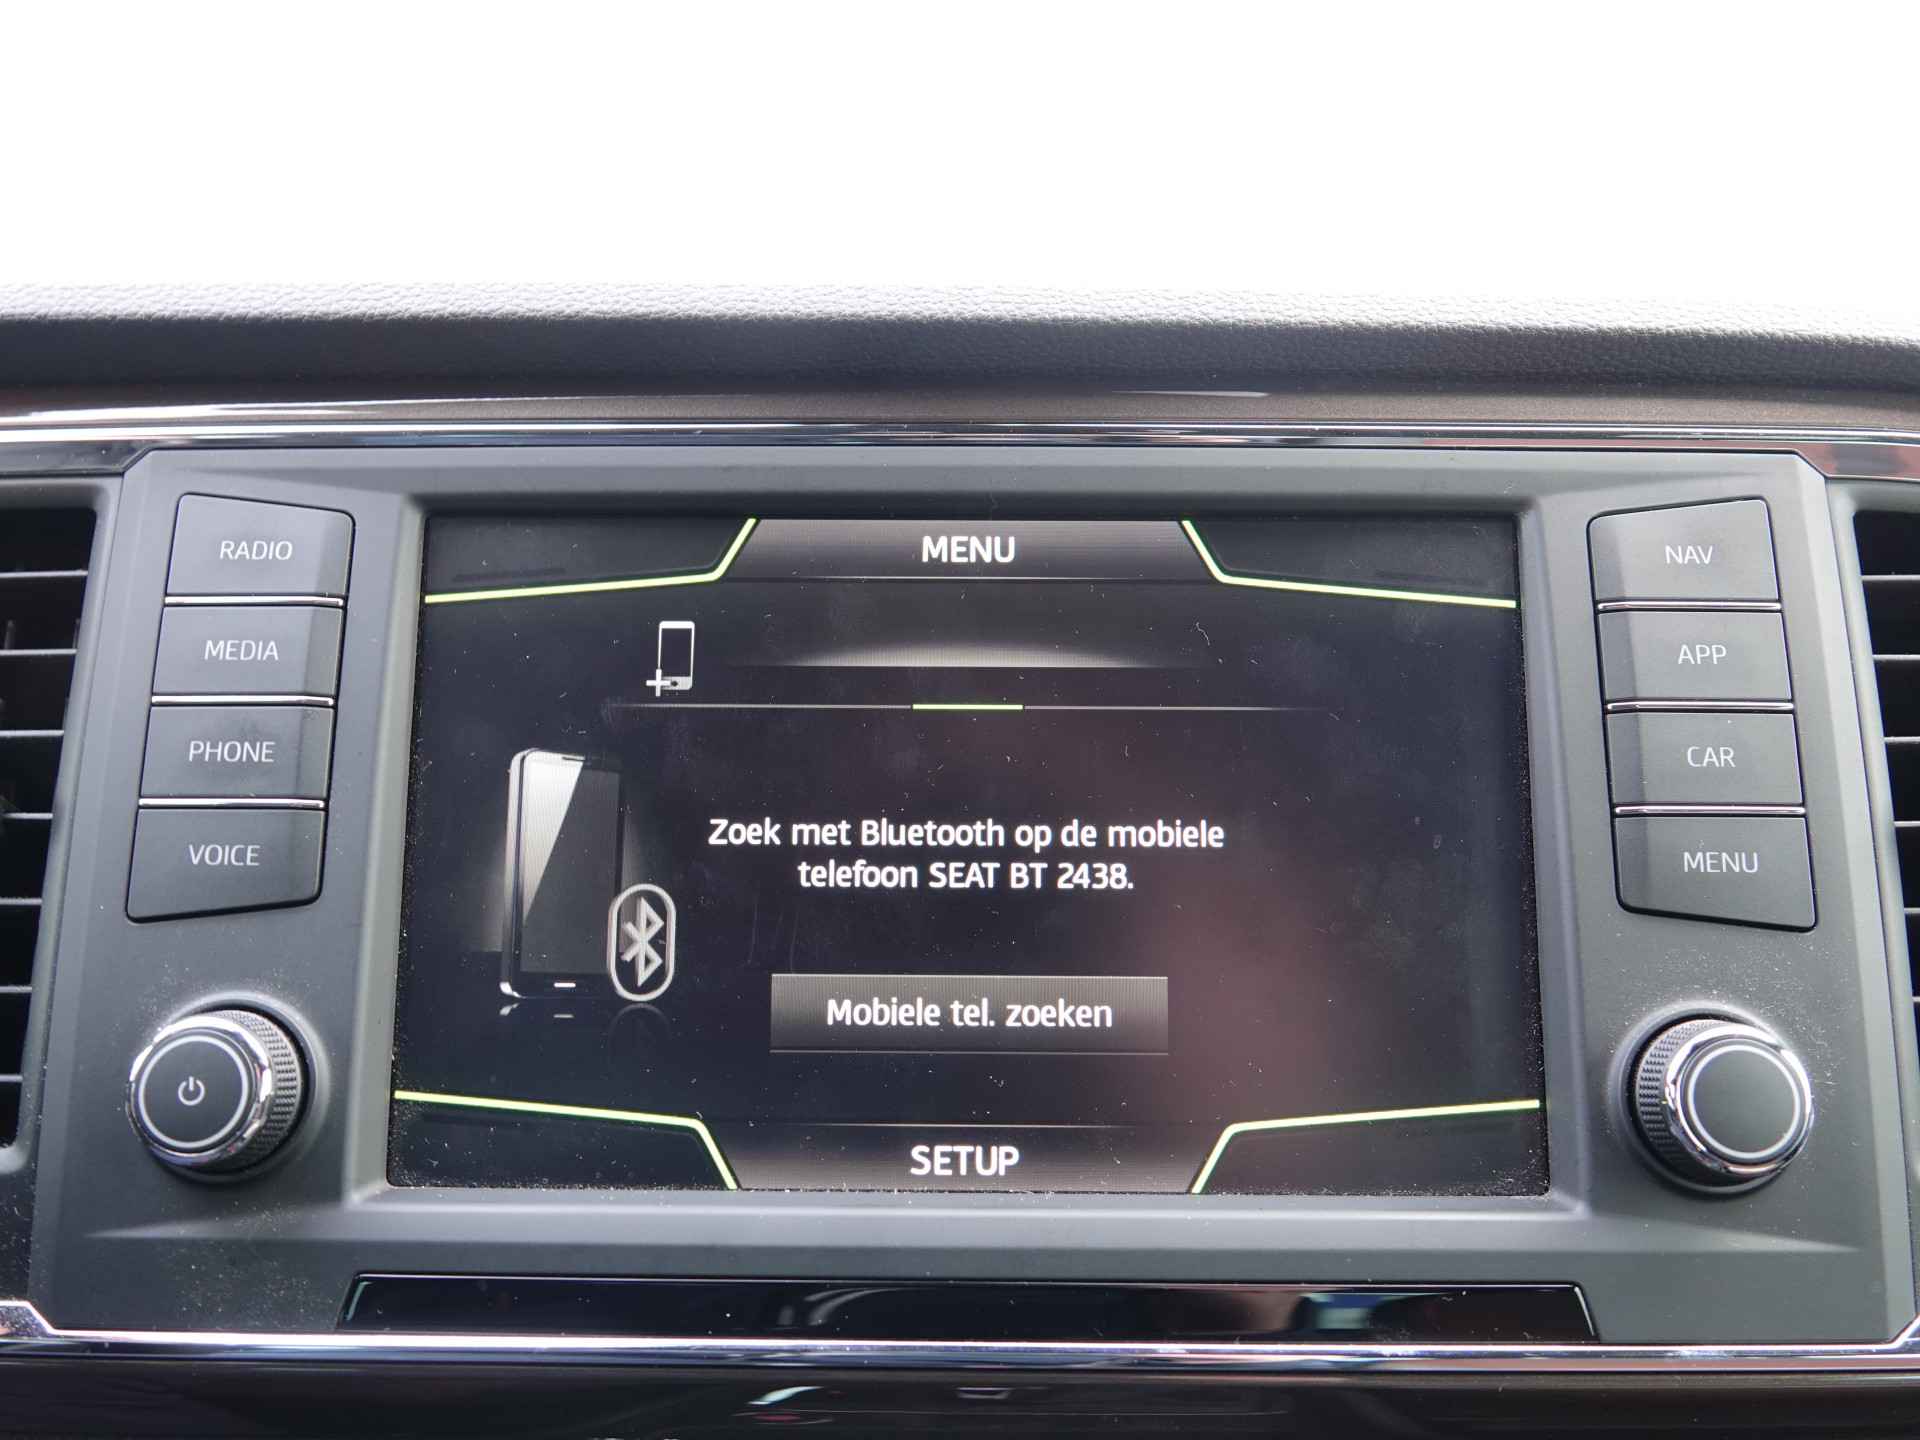 MENU
RADIO
MEDIA
PHONE
VOICE
Zoek met Bluetooth op de mobiele
telefoon SEAT BT 2438.
Mobiele tel. zoeken
SETUP
NAV
APP
CAR
MENU